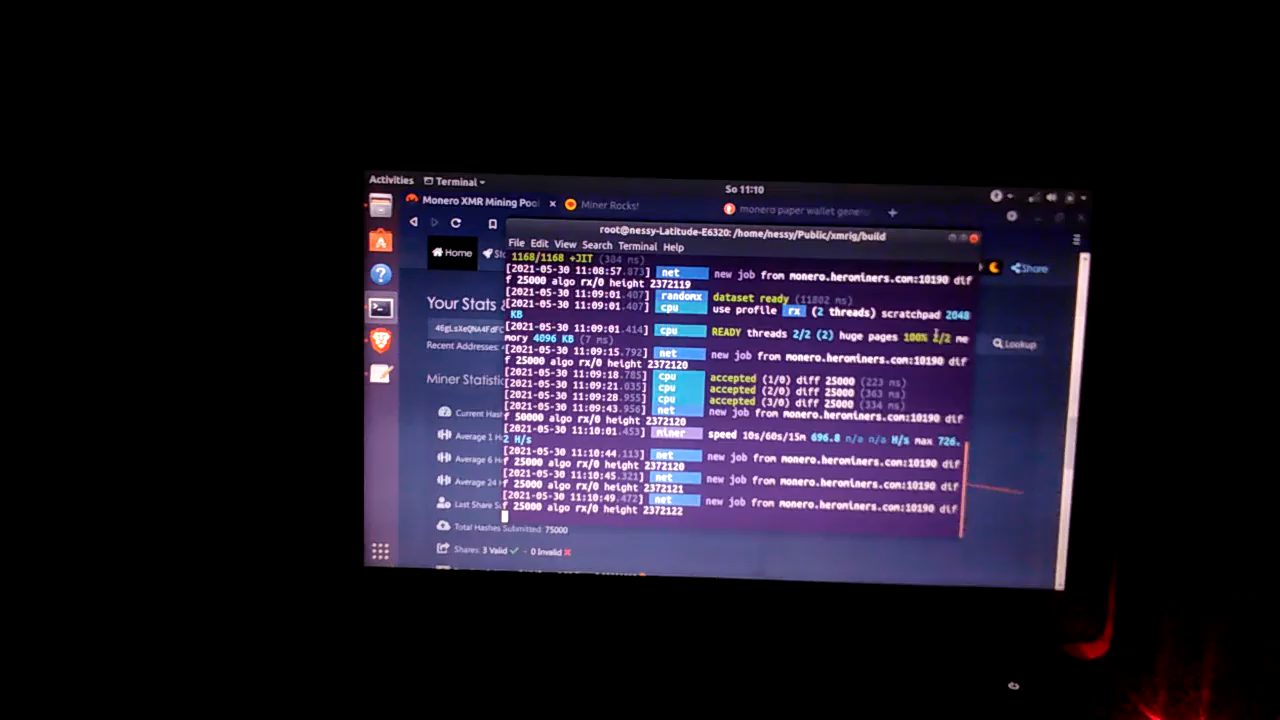 Activities Terminal So 11:10
Monero XMR Mining Poo × Miner Rocks! monero paper wallet genera +
root@nessy-Latitude-E6320: /home/nessy/Public/xmrig/build
File Edit View Search Terminal Help
Home
Share
1168/1168 +JIT (384 ms)
[2021-05-30 11:08:57.873] net new job from monero.herominers.com:10190 dif
f 25000 algo rx/0 height 2372119
[2021-05-30 11:09:01.407] randomx dataset ready (11802 ms)
[2021-05-30 11:09:01.407] cpu use profile rx (2 threads) scratchpad 2048
KB
[2021-05-30 11:09:01.414] cpu READY threads 2/2 (2) huge pages 100% 2/2 me
mory 4096 KB (7 ms)
[2021-05-30 11:09:15.792] net new job from monero.herominers.com:10190 dif
f 25000 algo rx/0 height 2372120
[2021-05-30 11:09:18.785] cpu accepted (1/0) diff 25000 (223 ms)
[2021-05-30 11:09:21.035] cpu accepted (2/0) diff 25000 (363 ms)
[2021-05-30 11:09:28.955] cpu accepted (3/0) diff 25000 (334 ms)
[2021-05-30 11:09:43.956] net new job from monero.herominers.com:10190 dif
f 50000 algo rx/0 height 2372120
[2021-05-30 11:10:01.453] miner speed 10s/60s/15m 696.8 n/a n/a H/s max 726.
2 H/s
[2021-05-30 11:10:44.113] net new job from monero.herominers.com:10190 dif
f 25000 algo rx/0 height 2372120
[2021-05-30 11:10:45.321] net new job from monero.herominers.com:10190 dif
f 25000 algo rx/0 height 2372121
[2021-05-30 11:10:49.472] net new job from monero.herominers.com:10190 dif
f 25000 algo rx/0 height 2372122
Your Stats &
Lookup
Recent Addresses:
Miner Statistic
Current Has
Average 1 H
Average 6 H
Average 24
Last Share S
Total Hashes Submitted: 75000
Shares: 3 Valid ✓ - 0 Invalid ×